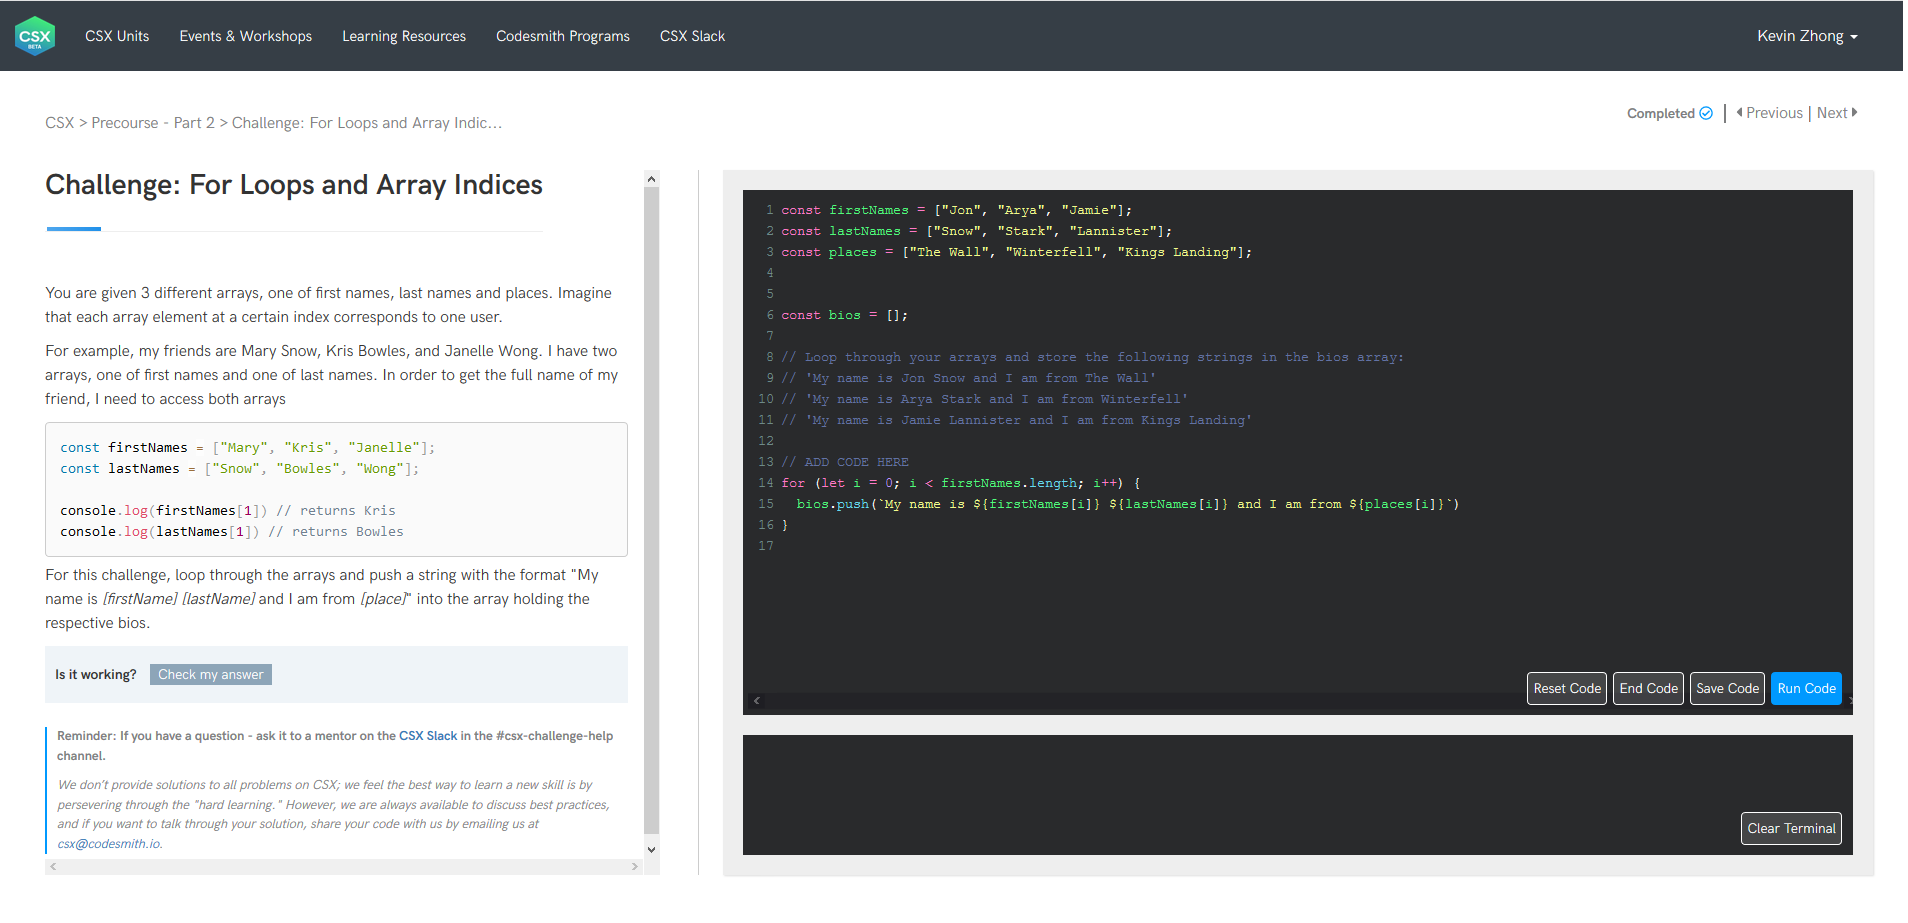 CSX
BETA
CSX Units
Events & Workshops
Learning Resources
Codesmith Programs
CSX Slack
Kevin Zhong
CSX > Precourse - Part 2 > Challenge: For Loops and Array Indic...
Completed
Previous | Next
Challenge: For Loops and Array Indices
You are given 3 different arrays, one of first names, last names and places. Imagine
that each array element at a certain index corresponds to one user.
For example, my friends are Mary Snow, Kris Bowles, and Janelle Wong. I have two
arrays, one of first names and one of last names. In order to get the full name of my
friend, I need to access both arrays
const firstNames = ["Mary", "Kris", "Janelle"];
const lastNames = ["Snow", "Bowles", "Wong"];
console.log(firstNames[1]) // returns Kris
console.log(lastNames[1]) // returns Bowles
For this challenge, loop through the arrays and push a string with the format "My
name is [firstName] [lastName] and I am from [place]" into the array holding the
respective bios.
Is it working?
Check my answer
Reminder: If you have a question - ask it to a mentor on the CSX Slack in the #csx-challenge-help
channel.
We don't provide solutions to all problems on CSX; we feel the best way to learn a new skill is by
persevering through the "hard learning." However, we are always available to discuss best practices,
and if you want to talk through your solution, share your code with us by emailing us at
csx@codesmith.io.
1 const firstNames = ["Jon", "Arya", "Jamie"];
2 const lastNames = ["Snow", "Stark", "Lannister"];
3 const places = ["The Wall", "Winterfell", "Kings Landing"];
4
5
6 const bios = [];
7
8 // Loop through your arrays and store the following strings in the bios array:
9 // 'My name is Jon Snow and I am from The Wall'
10 // 'My name is Arya Stark and I am from Winterfell'
11 // 'My name is Jamie Lannister and I am from Kings Landing'
12
13 // ADD CODE HERE
14 for (let i = 0; i < firstNames.length; i++) {
15   bios.push(`My name is ${firstNames[i]} ${lastNames[i]} and I am from ${places[i]}`)
16 }
17
Reset Code
End Code
Save Code
Run Code
Clear Terminal